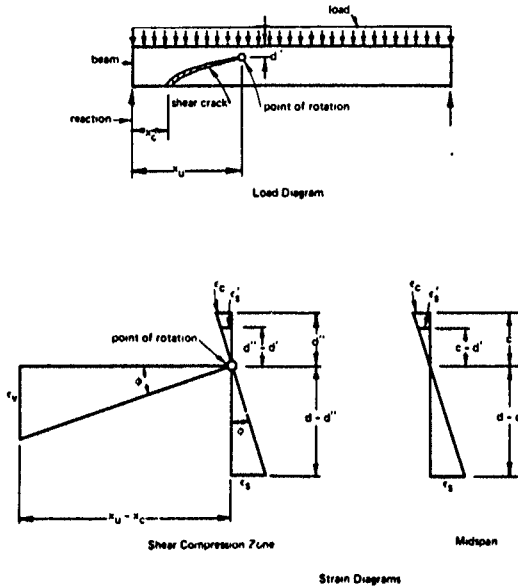 load
beam
d'
shear crack
point of rotation
reaction
x_c
x_u
Load Diagram
ε_c
ε_s'
point of rotation
d'' - d'
d''
φ
ε_v
φ
d - d''
ε_s
x_u - x_c
Shear Compression Zone
ε_c
ε_s'
c - d'
c
ε_s
Midspan
Strain Diagrams